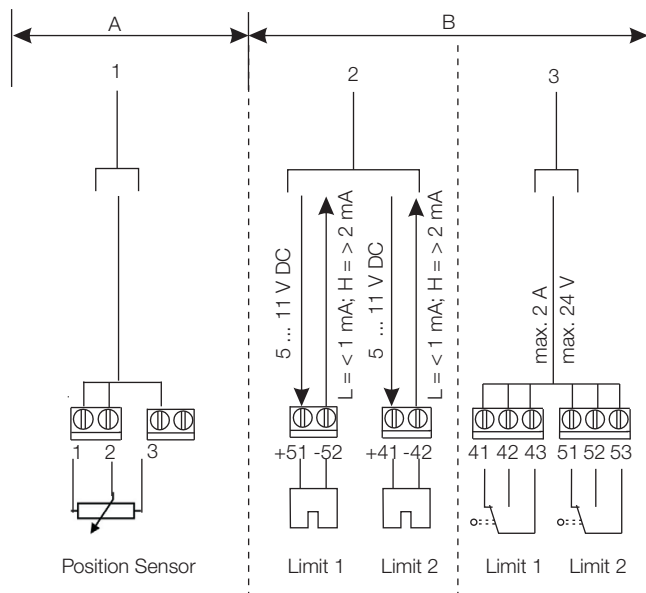 A
B
1
2
3
5 ... 11 V DC
L = < 1 mA; H = > 2 mA
5 ... 11 V DC
L = < 1 mA; H = > 2 mA
max. 2 A
max. 24 V
1 2 3
+51 -52
+41 -42
41 42 43
51 52 53
Position Sensor
Limit 1
Limit 2
Limit 1
Limit 2